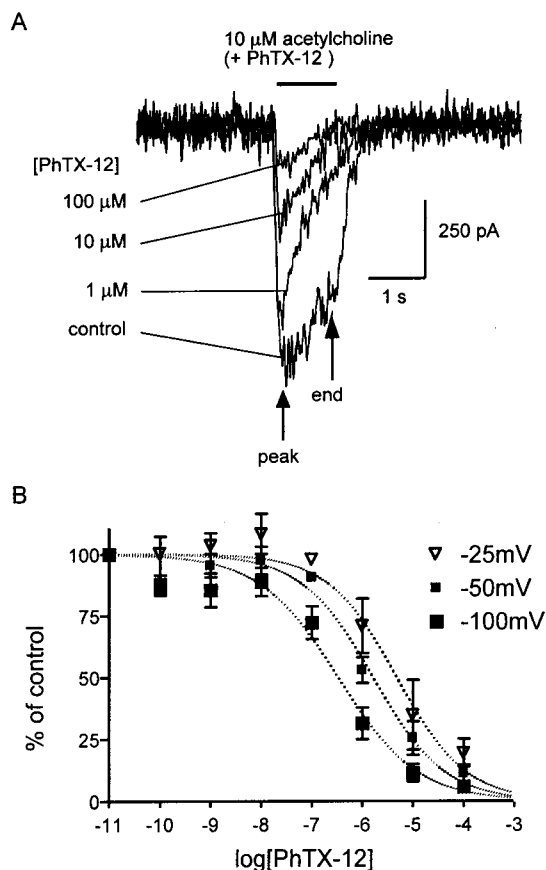 A
10 µM acetylcholine
(+ PhTX-12 )
[PhTX-12]
100 µM
10 µM
1 µM
control
250 pA
1 s
end
peak
B
% of control
100
75
50
25
0
-11 -10 -9 -8 -7 -6 -5 -4 -3
log[PhTX-12]
-25mV
-50mV
-100mV